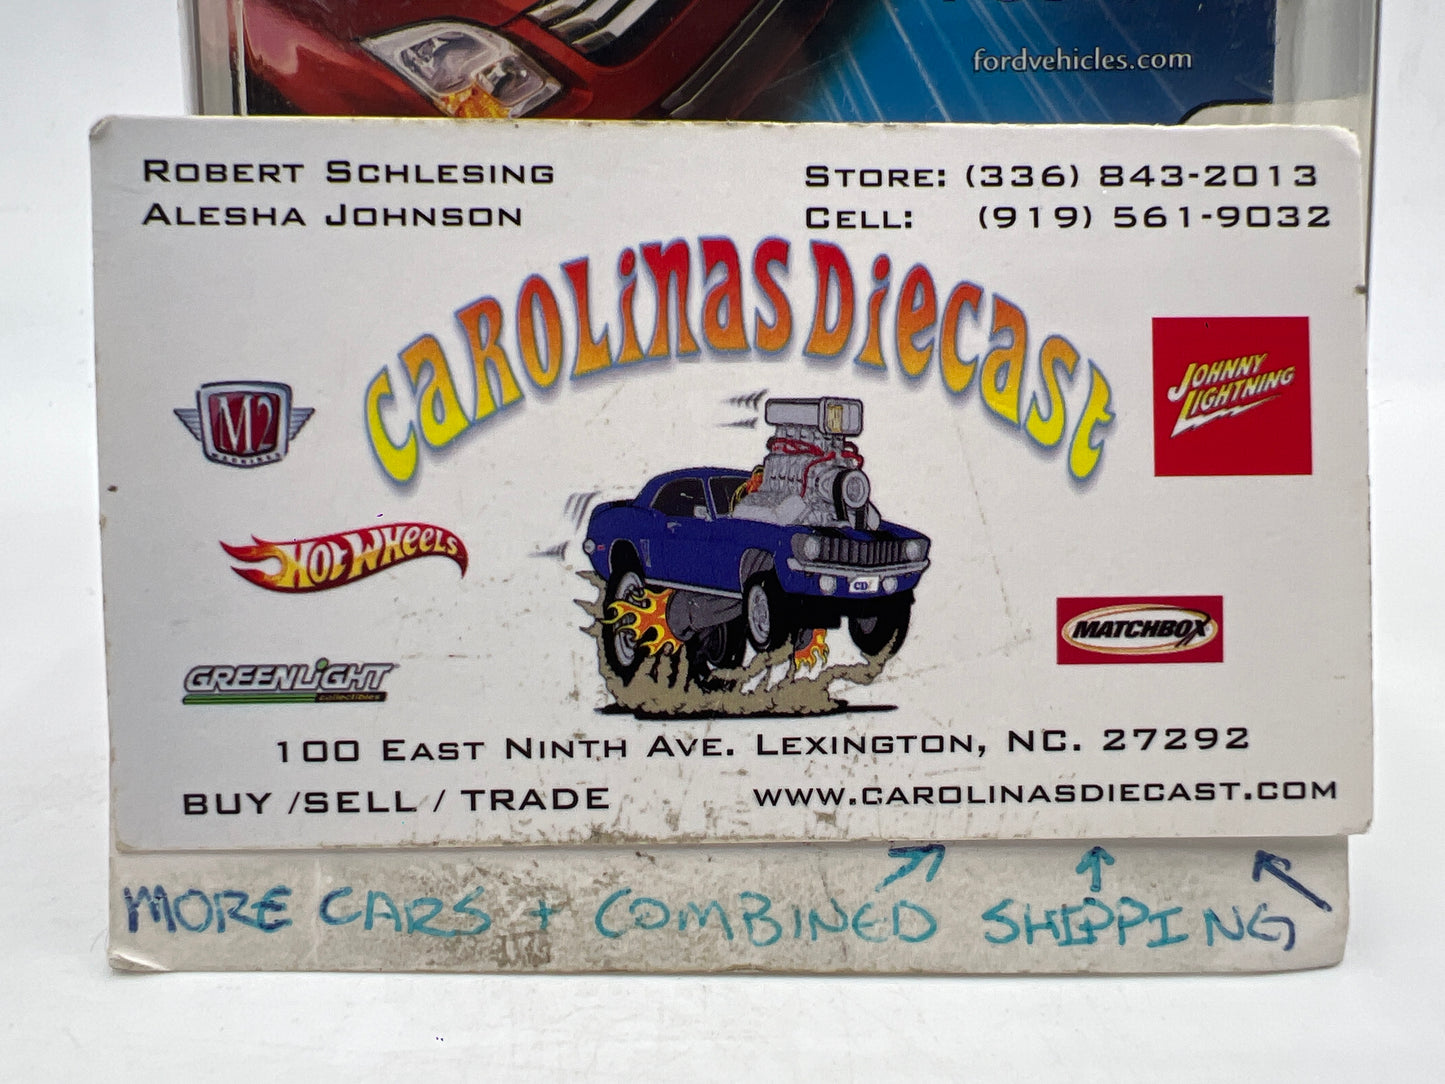 fordvehicles.com
ROBERT SCHLESING
ALESHA JOHNSON
STORE: (336) 843-2013
CELL: (919) 561-9032
CAROLINAS DIECAST
M2
MACHINES
JOHNNY
LIGHTNING
HOT WHEELS
CD
MATCHBOX
GREENLIGHT
collectibles
100 EAST NINTH AVE. LEXINGTON, NC. 27292
BUY /SELL / TRADE
WWW.CAROLINASDIECAST.COM
MORE CARS + COMBINED SHIPPING